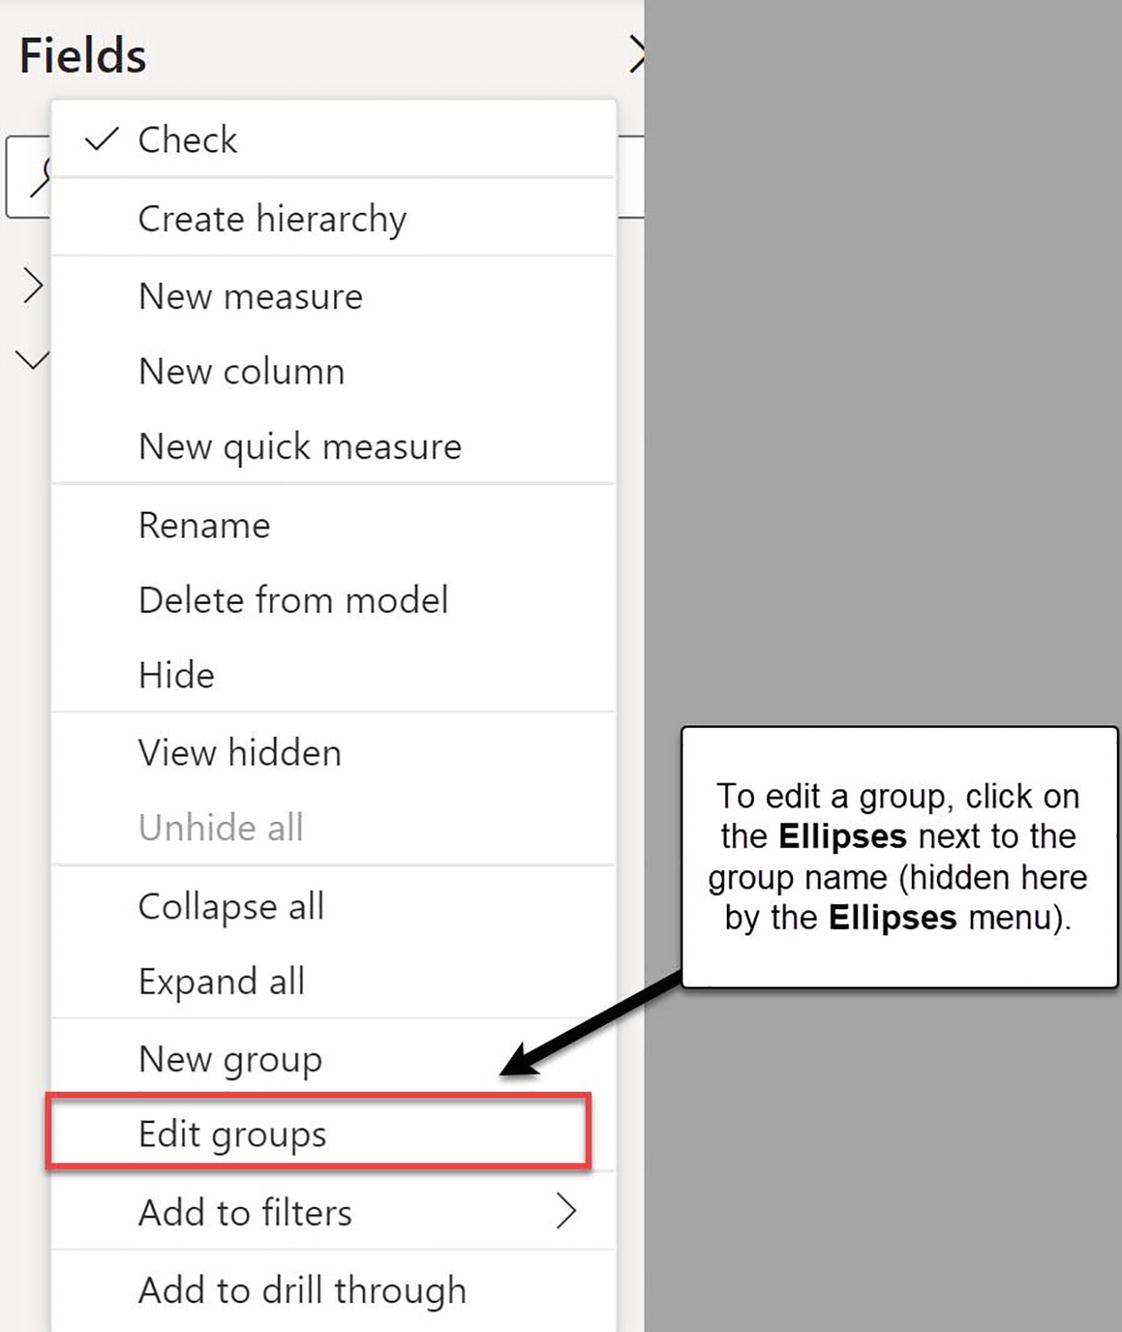 Fields
Check
Create hierarchy
New measure
New column
New quick measure
Rename
Delete from model
Hide
View hidden
Unhide all
Collapse all
Expand all
New group
Edit groups
Add to filters
Add to drill through
To edit a group, click on
the Ellipses next to the
group name (hidden here
by the Ellipses menu).